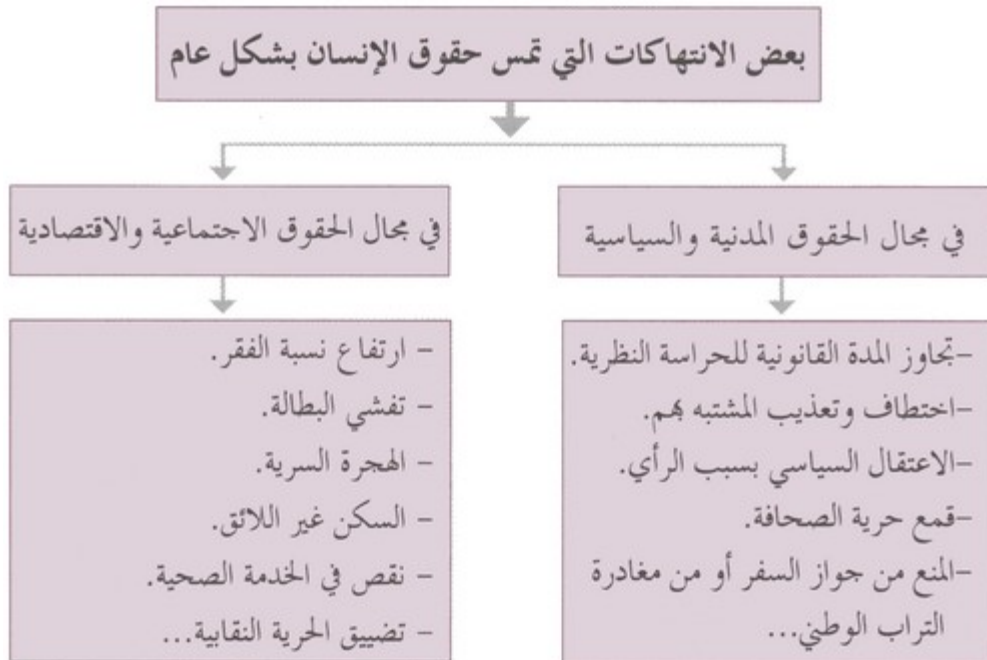 بعض الانتهاكات التي تمس حقوق الإنسان بشكل عام
في مجال الحقوق المدنية والسياسية
-تجاوز المدة القانونية للحراسة النظرية.
-اختطاف وتعذيب المشتبه بهم.
-الاعتقال السياسي بسبب الرأي.
-قمع حرية الصحافة.
-المنع من جواز السفر أو من مغادرة
التراب الوطني...
في مجال الحقوق الاجتماعية والاقتصادية
- ارتفاع نسبة الفقر.
- تفشي البطالة.
- الهجرة السرية.
- السكن غير اللائق.
- نقص في الخدمة الصحية.
- تضييق الحرية النقابية...